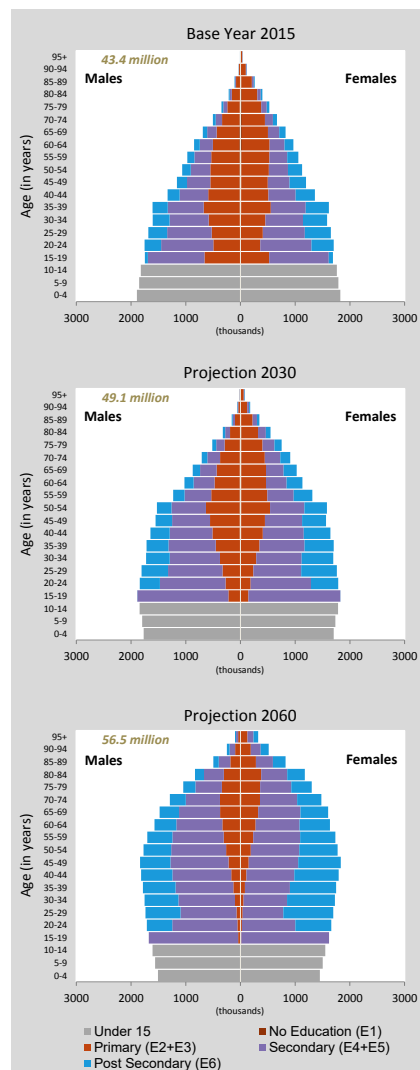 Base Year 2015
43.4 million
Males
Females
Age (in years)
95+
90-94
85-89
80-84
75-79
70-74
65-69
60-64
55-59
50-54
45-49
40-44
35-39
30-34
25-29
20-24
15-19
10-14
5-9
0-4
3000 2000 1000 0 1000 2000 3000
(thousands)
Projection 2030
49.1 million
Males
Females
Age (in years)
95+
90-94
85-89
80-84
75-79
70-74
65-69
60-64
55-59
50-54
45-49
40-44
35-39
30-34
25-29
20-24
15-19
10-14
5-9
0-4
3000 2000 1000 0 1000 2000 3000
(thousands)
Projection 2060
56.5 million
Males
Females
Age (in years)
95+
90-94
85-89
80-84
75-79
70-74
65-69
60-64
55-59
50-54
45-49
40-44
35-39
30-34
25-29
20-24
15-19
10-14
5-9
0-4
3000 2000 1000 0 1000 2000 3000
(thousands)
Under 15 No Education (E1)
Primary (E2+E3) Secondary (E4+E5)
Post Secondary (E6)